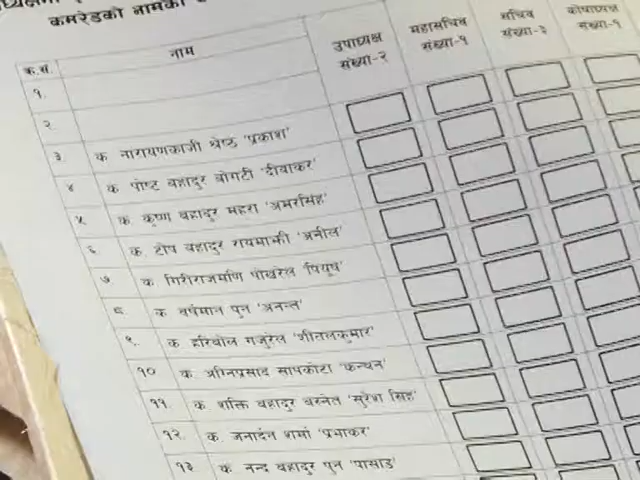 कमरेडको नामको
क.स. नाम उपाध्यक्ष संख्या-२ महासचिव संख्या-१ सचिव संख्या-३ कोषाध्यक्ष संख्या-१
१.
२.
३. क नारायणकाजी श्रेष्ठ 'प्रकाश'
४ क पोष्ट बहादुर बोगटी 'दीवाकर'
५ क कृष्ण बहादुर महरा 'अमरसिंह'
६ क. टोप बहादुर रायमाझी 'अनील'
७ क. गिरीराजमणि पोखरेल 'पियुष'
८ क वर्षमान पुन 'अनन्त'
९. क हरिबोल गजुरेल 'शीतलकुमार'
१० क. अग्निप्रसाद सापकोटा 'कन्चन'
११ क. शक्ति बहादुर बस्नेत 'सुरेश सिंह'
१२. क. जनार्दन शर्मा 'प्रभाकर'
१३ क. नन्द बहादुर पुन 'पासाङ'